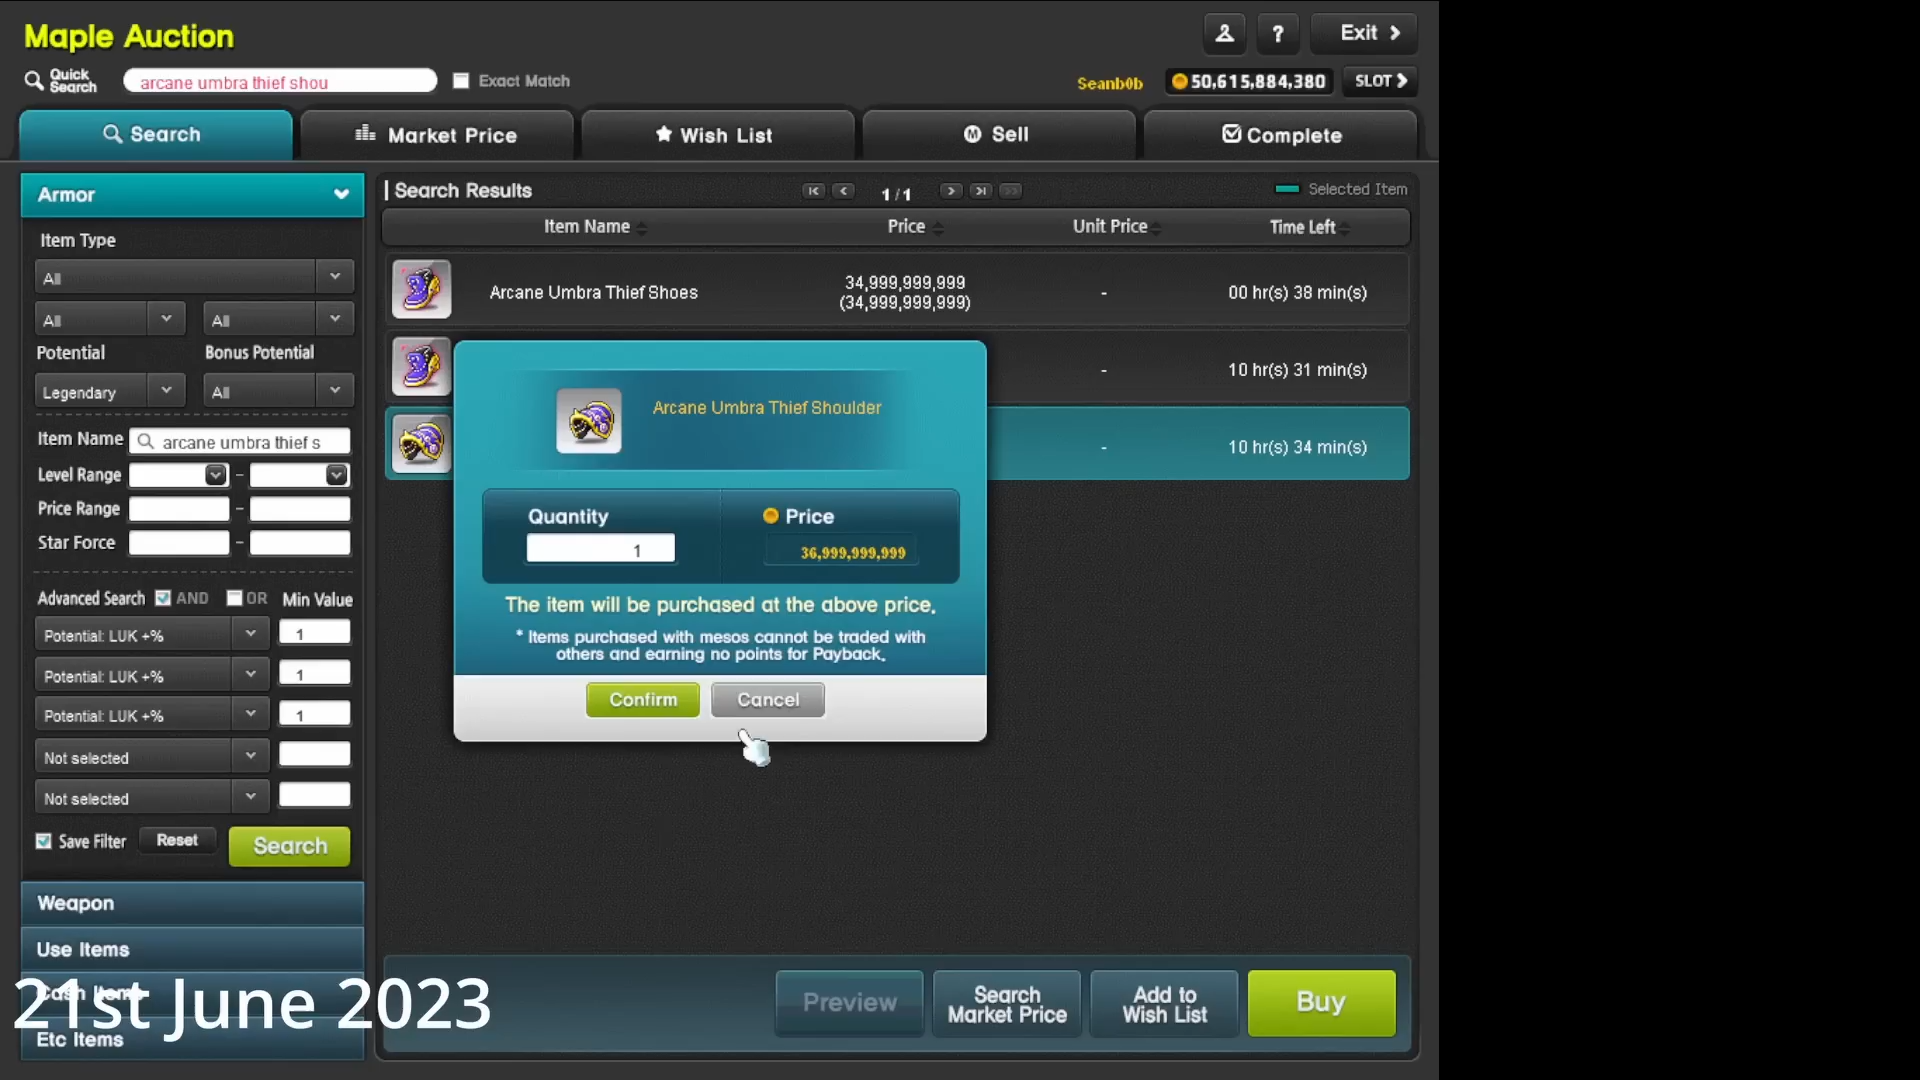 Maple Auction
?
Exit
Quick Search
arcane umbra thief shou
Exact Match
Seanb0b
50,615,884,380
SLOT
Search
Market Price
Wish List
Sell
Complete
Armor
Search Results
1 / 1
Selected Item
Item Name
Price
Unit Price
Time Left
Item Type
All
All
All
Potential
Bonus Potential
Legendary
All
Item Name
arcane umbra thief s
Level Range
-
Price Range
-
Star Force
-
Advanced Search
AND
OR
Min Value
Potential: LUK +%
1
Potential: LUK +%
1
Potential: LUK +%
1
Not selected
Not selected
Save Filter
Reset
Search
Weapon
Use Items
Cash Items
Etc Items
Arcane Umbra Thief Shoes
34,999,999,999
(34,999,999,999)
-
00 hr(s) 38 min(s)
-
10 hr(s) 31 min(s)
-
10 hr(s) 34 min(s)
Arcane Umbra Thief Shoulder
Quantity
Price
1
36,999,999,999
The item will be purchased at the above price.
* Items purchased with mesos cannot be traded with
others and earning no points for Payback.
Confirm
Cancel
Preview
Search
Market Price
Add to
Wish List
Buy
21st June 2023